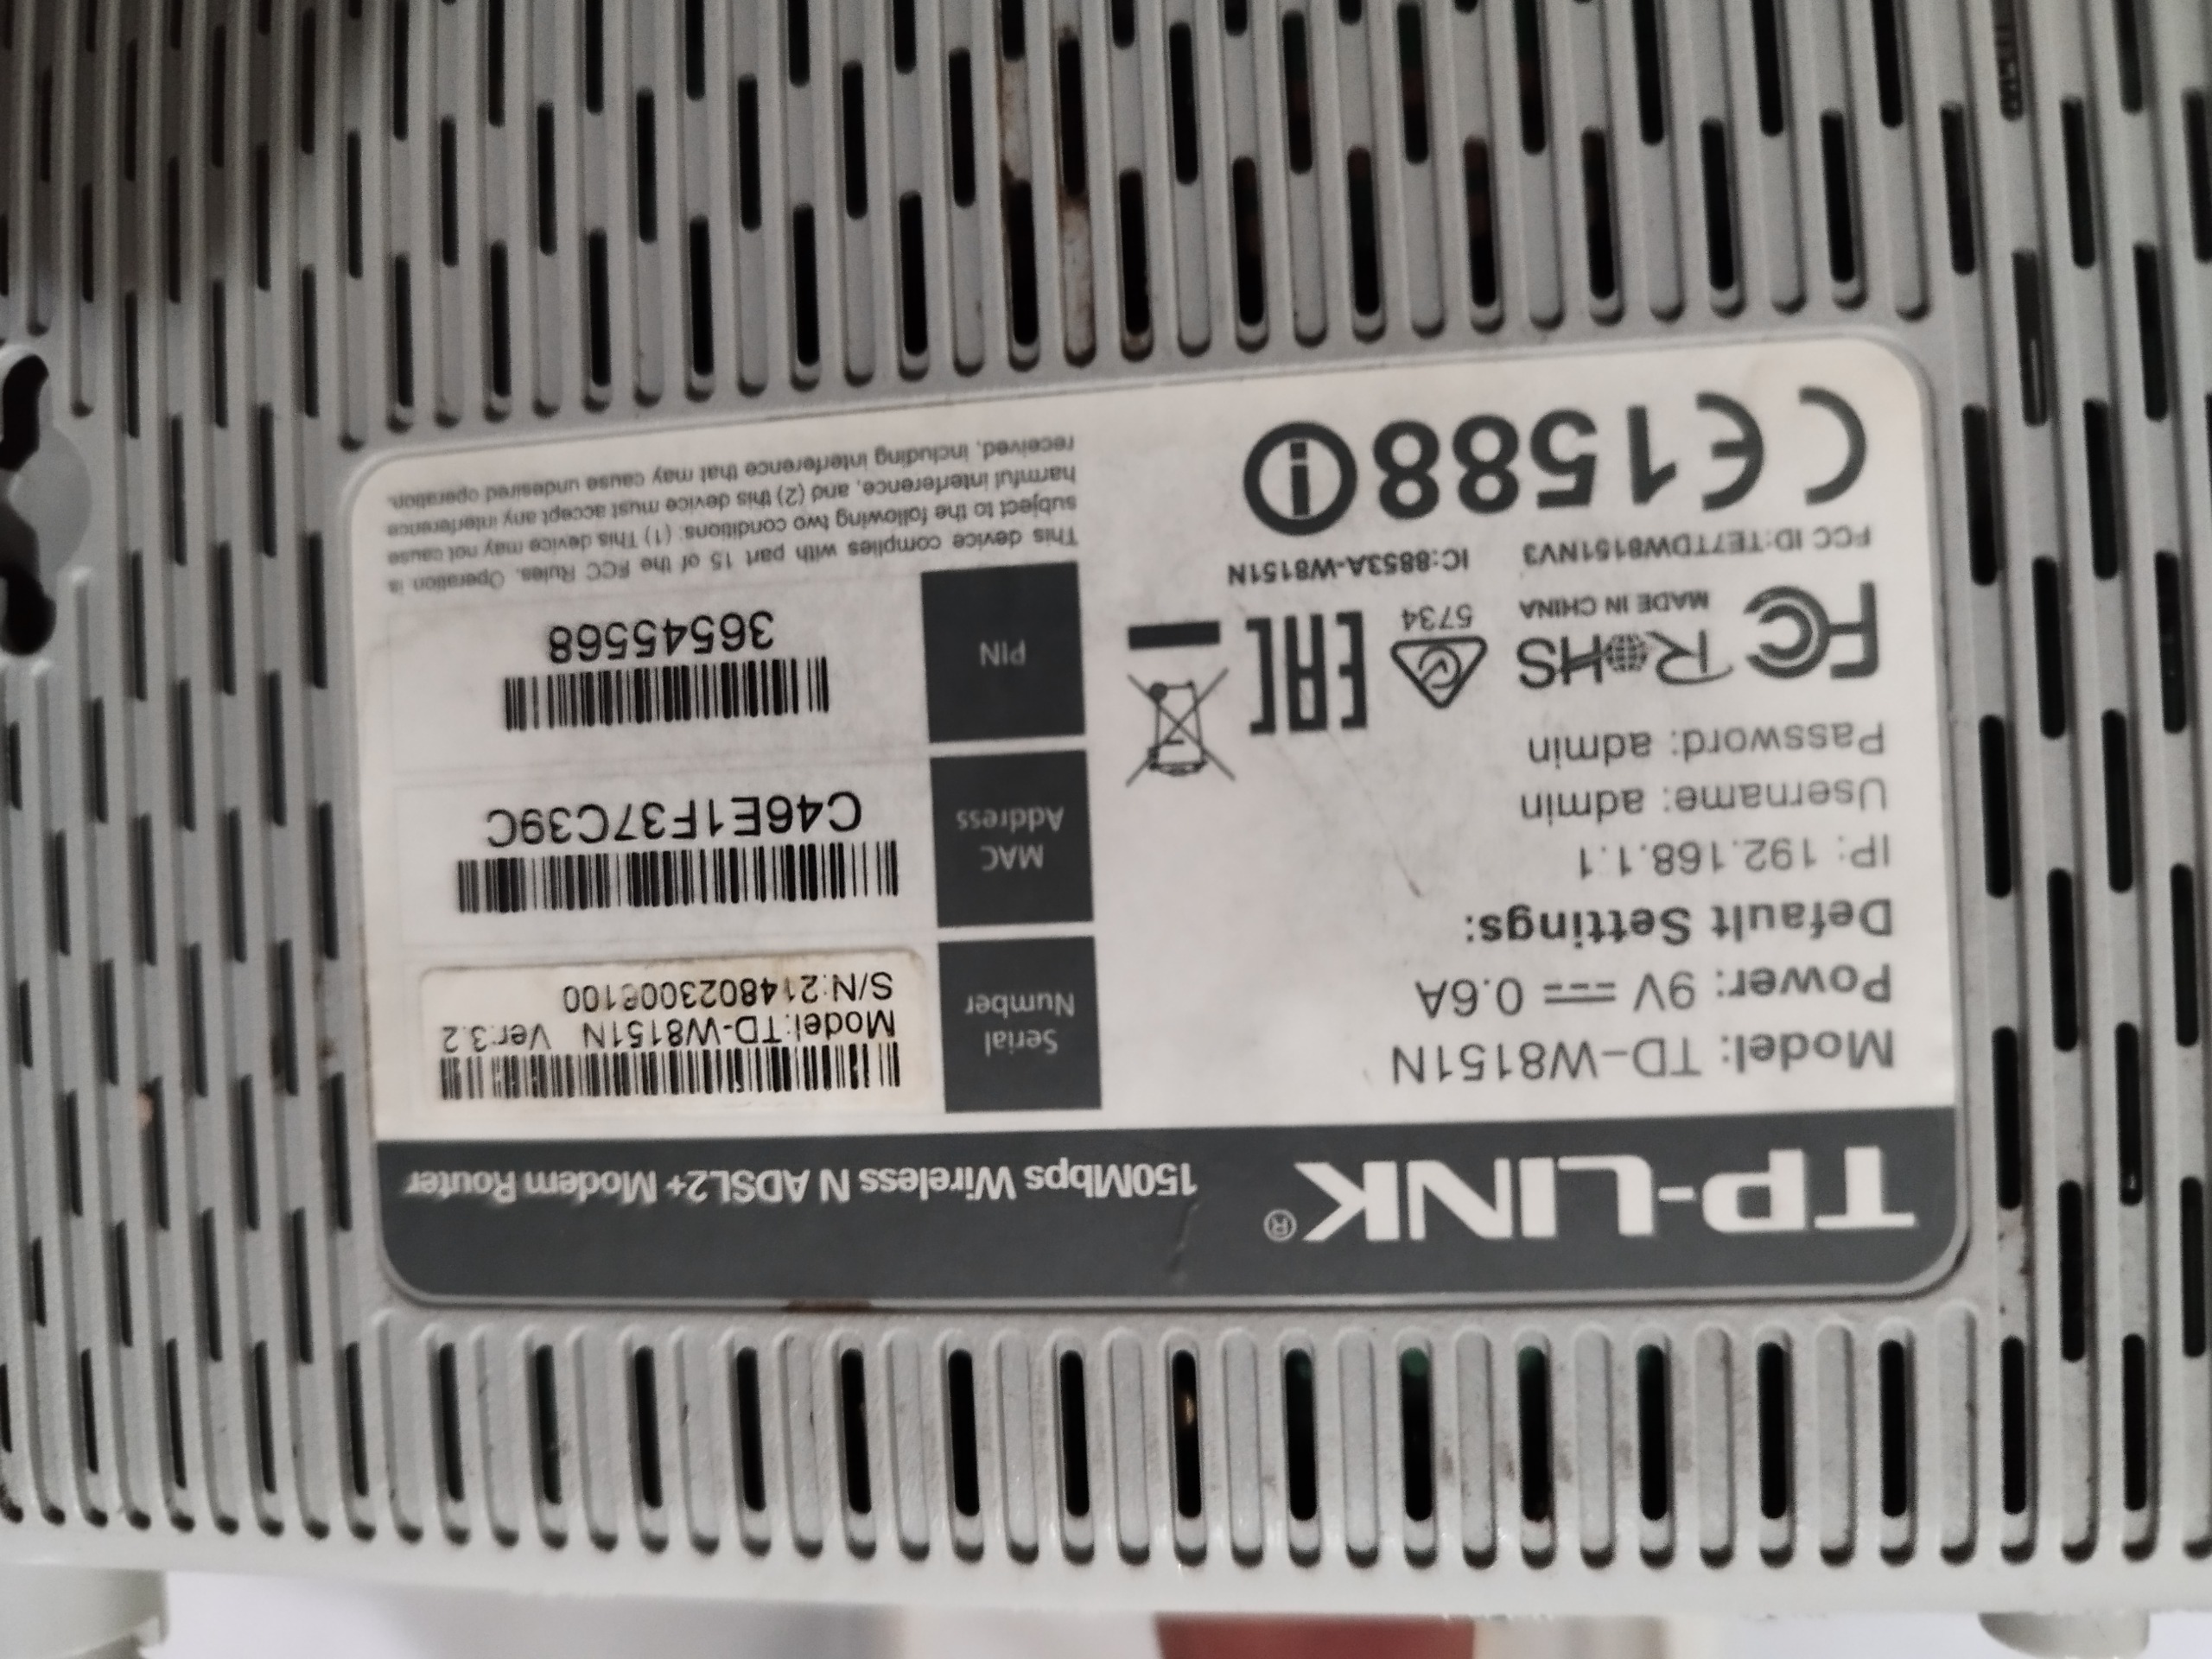 TP-LINK®
150Mbps Wireless N ADSL2+ Modem Router
Model: TD-W8151N
Power: 9V ⎓ 0.6A
Default Settings:
IP: 192.168.1.1
Username: admin
Password: admin
FC
RoHS
MADE IN CHINA
5734
EAC
FCC ID:TE7TDW8151NV3
IC:8853A-W8151N
CE1588
Serial
Number
Model:TD-W8151N Ver:3.2
MAC
Address
C46E1F37C39C
PIN
36545568
This device complies with part 15 of the FCC Rules. Operation is
subject to the following two conditions: (1) This device may not cause
harmful interference, and (2) this device must accept any interference
received, including interference that may cause undesired operation.